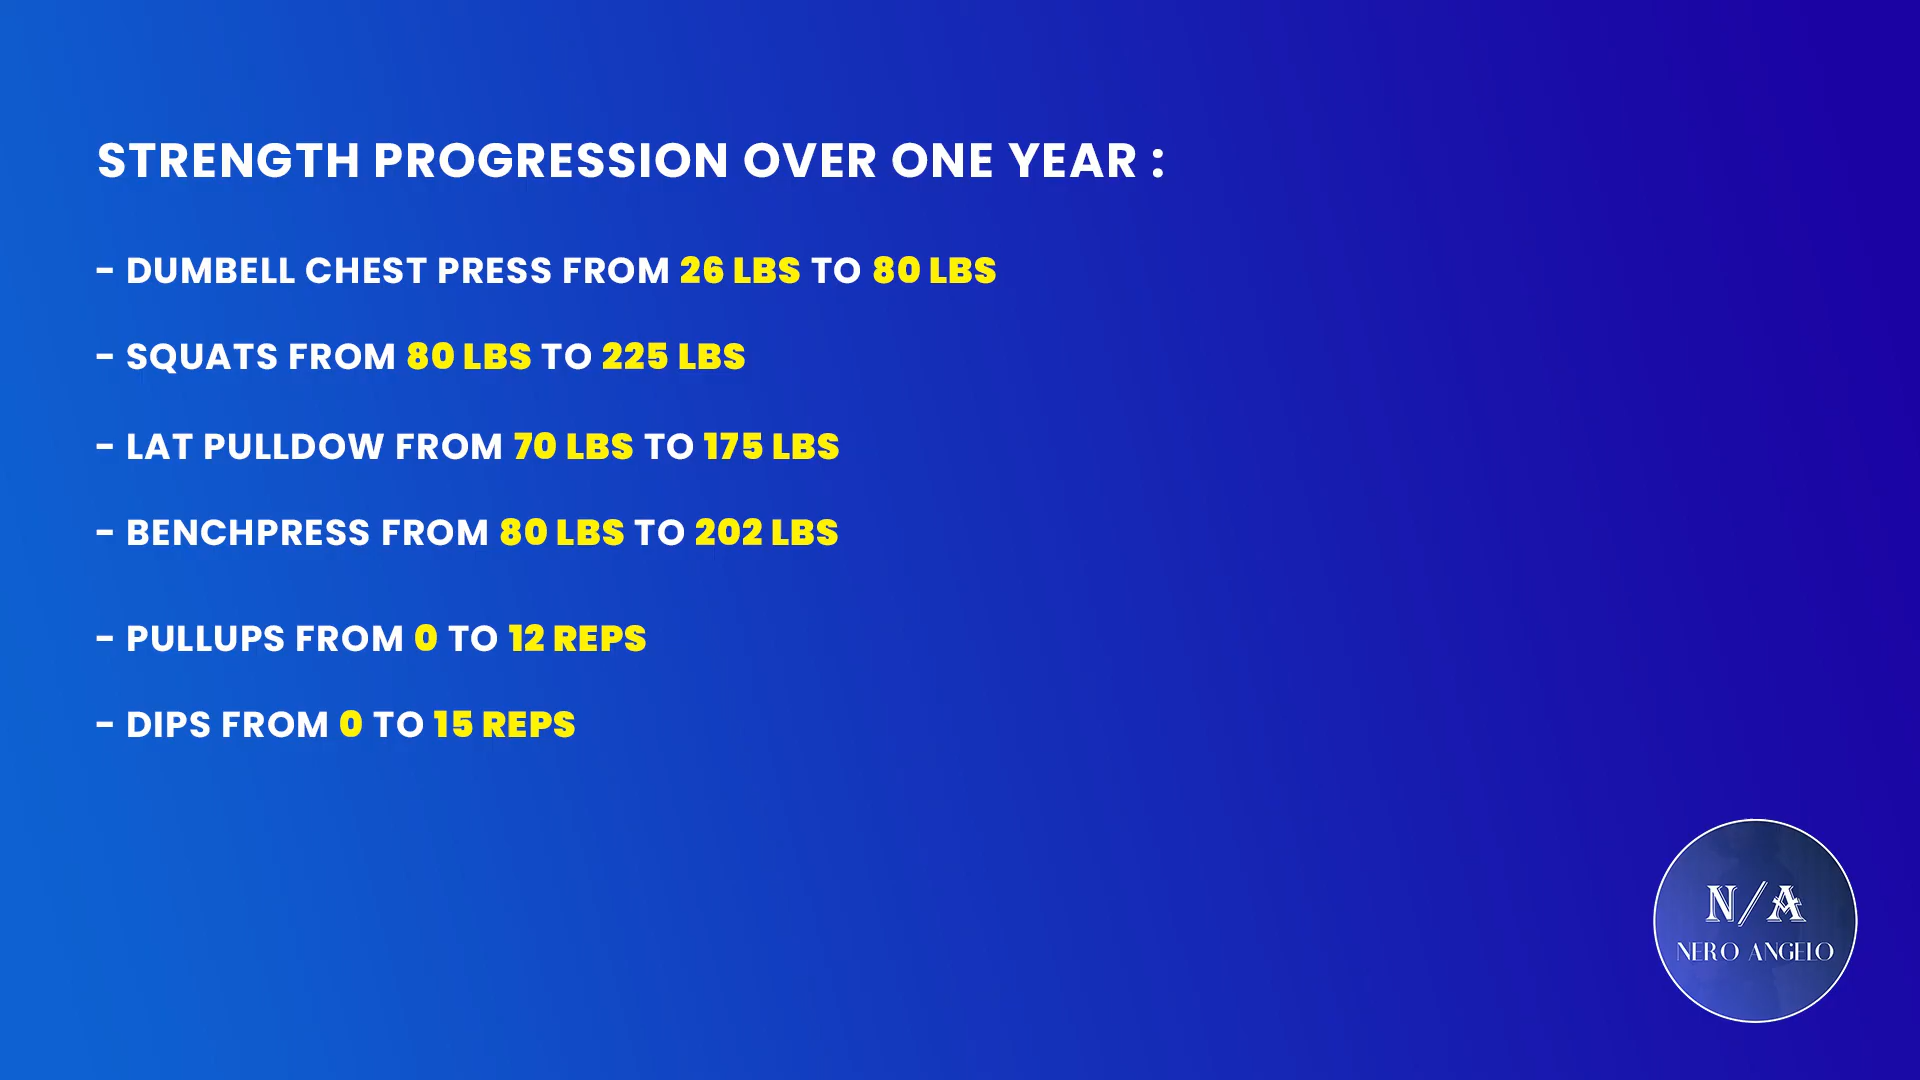 STRENGTH PROGRESSION OVER ONE YEAR :
- DUMBELL CHEST PRESS FROM 26 LBS TO 80 LBS
- SQUATS FROM 80 LBS TO 225 LBS
- LAT PULLDOW FROM 70 LBS TO 175 LBS
- BENCHPRESS FROM 80 LBS TO 202 LBS
- PULLUPS FROM 0 TO 12 REPS
- DIPS FROM 0 TO 15 REPS
N/A
NERO ANGELO